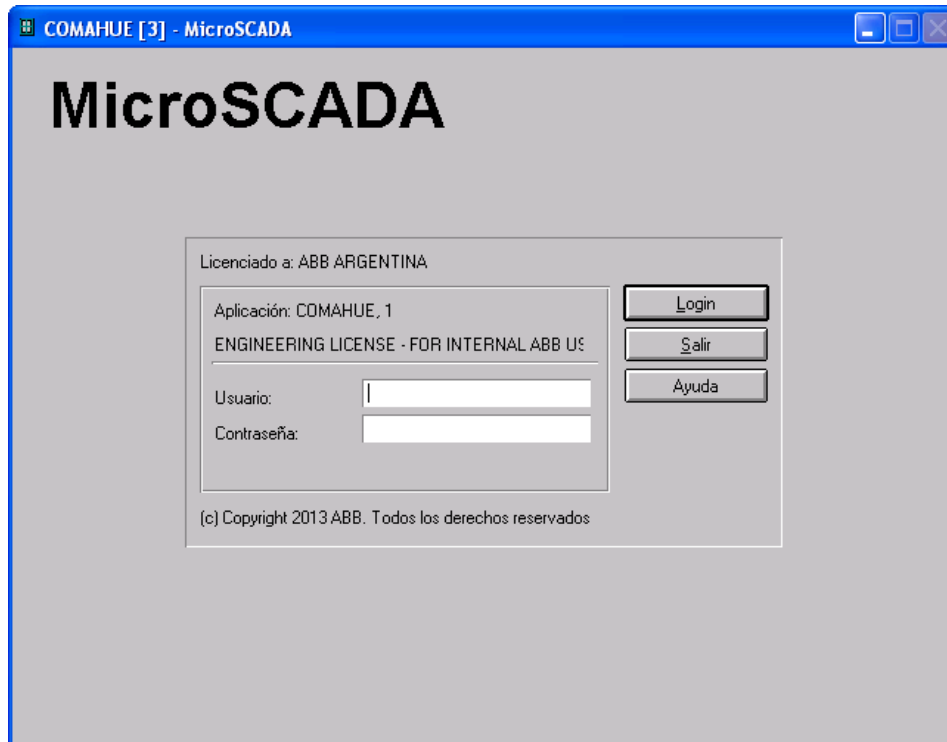 COMAHUE [3] - MicroSCADA
MicroSCADA
Licenciado a: ABB ARGENTINA
Aplicación: COMAHUE, 1
ENGINEERING LICENSE - FOR INTERNAL ABB US
Usuario:
Contraseña:
Login
Salir
Ayuda
(c) Copyright 2013 ABB. Todos los derechos reservados